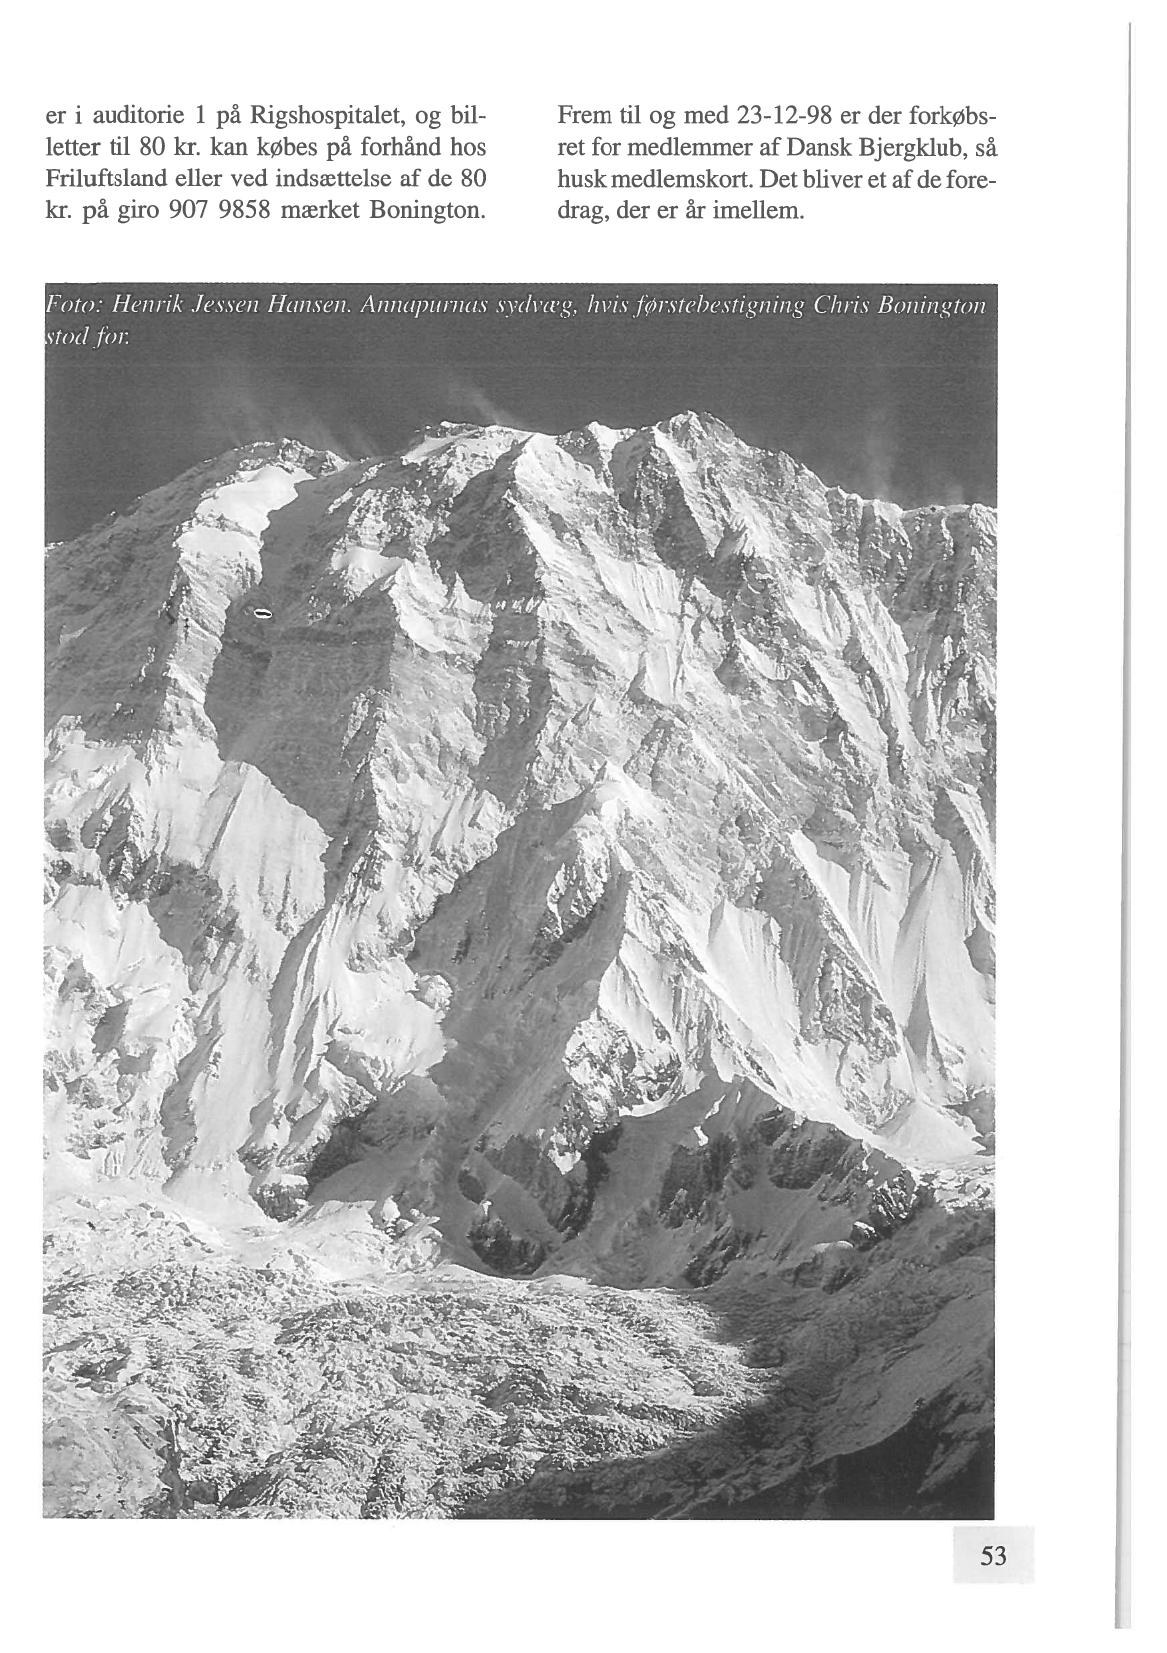 er i auditorie 1 på Rigshospitalet, og bil-
letter til 80 kr. kan købes på forhånd hos
Friluftsland eller ved indsættelse af de 80
kr. på giro 907 9858 mærket Bonington.
Frem til og med 23-12-98 er der forkøbs-
ret for medlemmer af Dansk Bjergklub, så
husk medlemskort. Det bliver et af de fore-
drag, der er år imellem.
Foto: Henrik Jessen Hansen. Annapurnas sydvæg, hvis førstebestigning Chris Bonington
stod for.
53